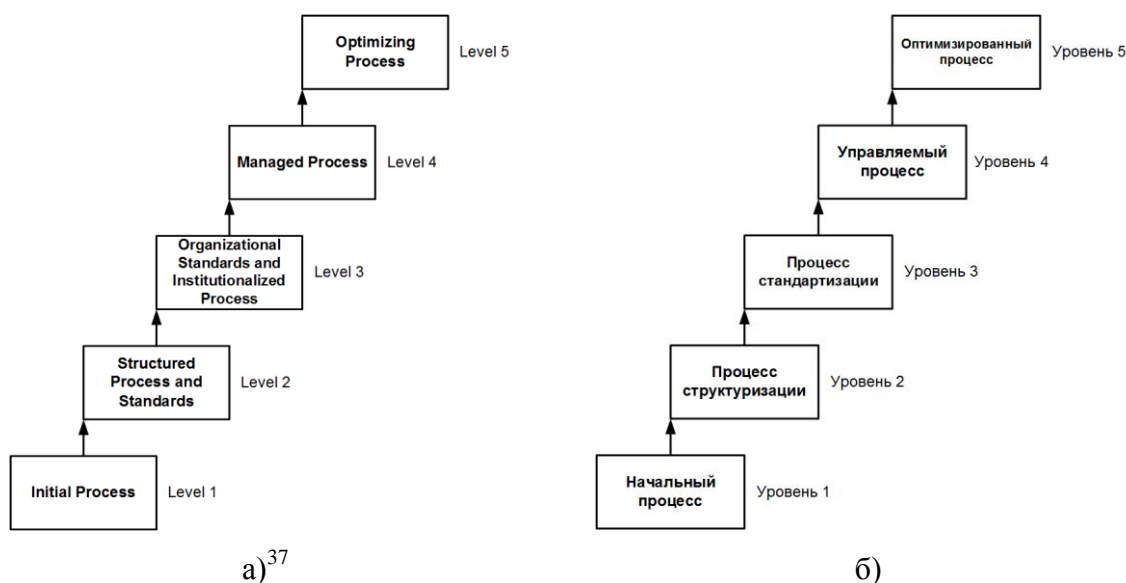 Optimizing
Process
Level 5
Managed Process
Level 4
Organizational
Standards and
Institutionalized
Process
Level 3
Structured
Process and
Standards
Level 2
Initial Process
Level 1
а)37
Оптимизированный
процесс
Уровень 5
Управляемый
процесс
Уровень 4
Процесс
стандартизации
Уровень 3
Процесс
структуризации
Уровень 2
Начальный
процесс
Уровень 1
б)